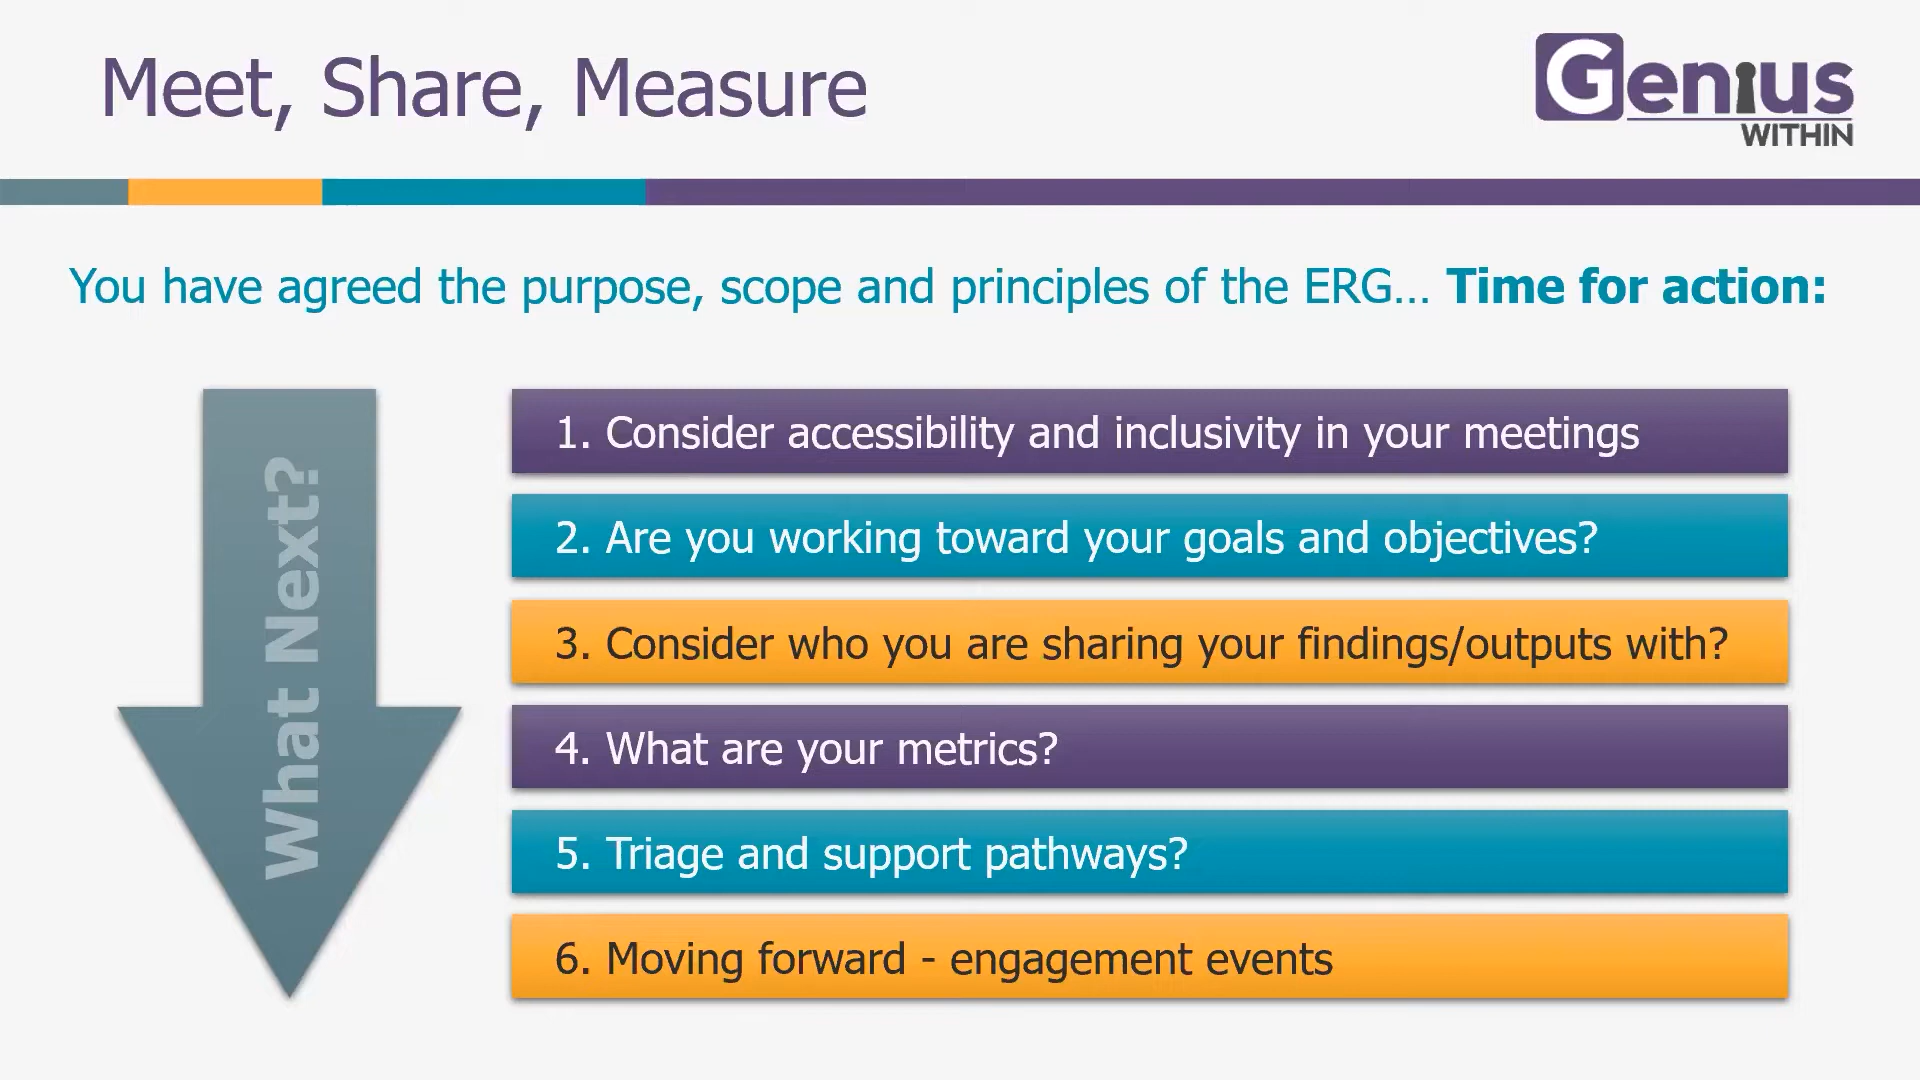 Meet, Share, Measure
Genius
WITHIN
You have agreed the purpose, scope and principles of the ERG... Time for action:
What Next?
1. Consider accessibility and inclusivity in your meetings
2. Are you working toward your goals and objectives?
3. Consider who you are sharing your findings/outputs with?
4. What are your metrics?
5. Triage and support pathways?
6. Moving forward - engagement events